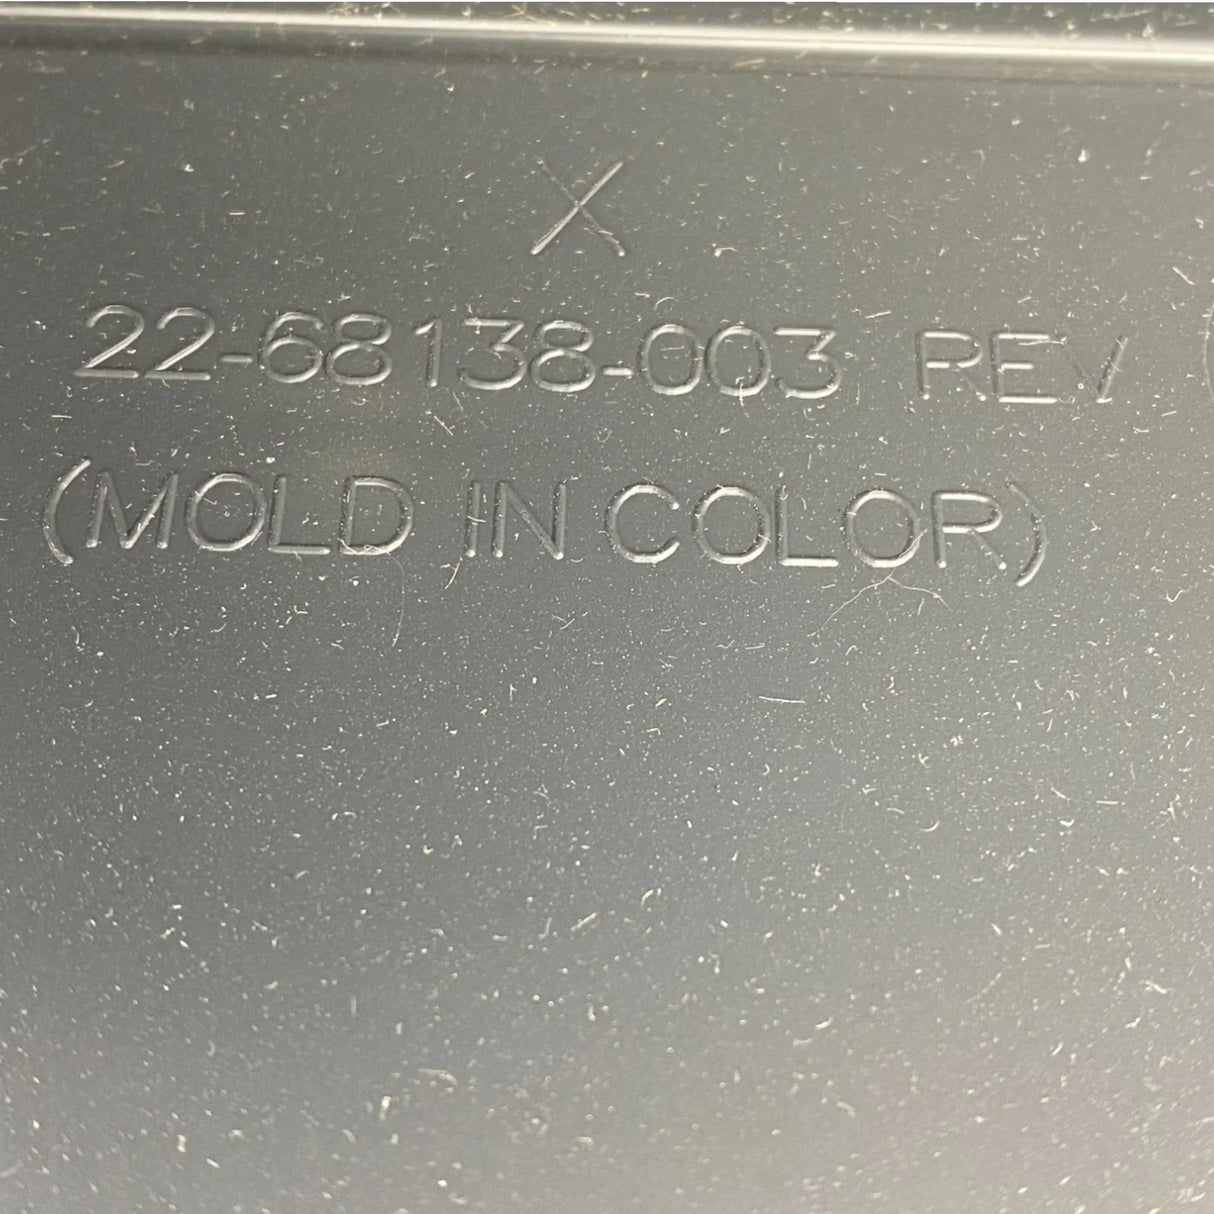 X
22-68138-003 REV
(MOLD IN COLOR)